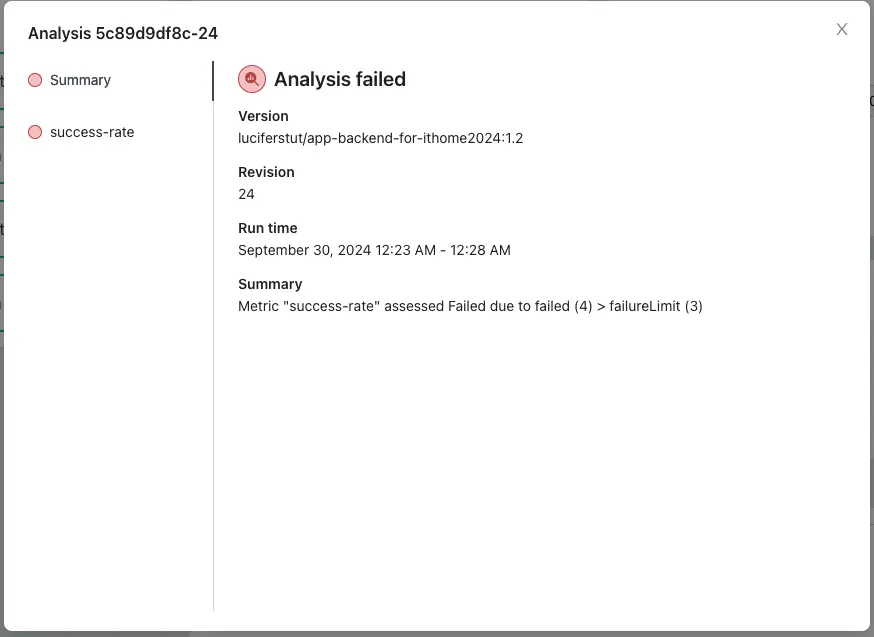 Analysis 5c89d9df8c-24
Summary
success-rate
Analysis failed
Version
luciferstut/app-backend-for-ithome2024:1.2
Revision
24
Run time
September 30, 2024 12:23 AM - 12:28 AM
Summary
Metric "success-rate" assessed Failed due to failed (4) > failureLimit (3)